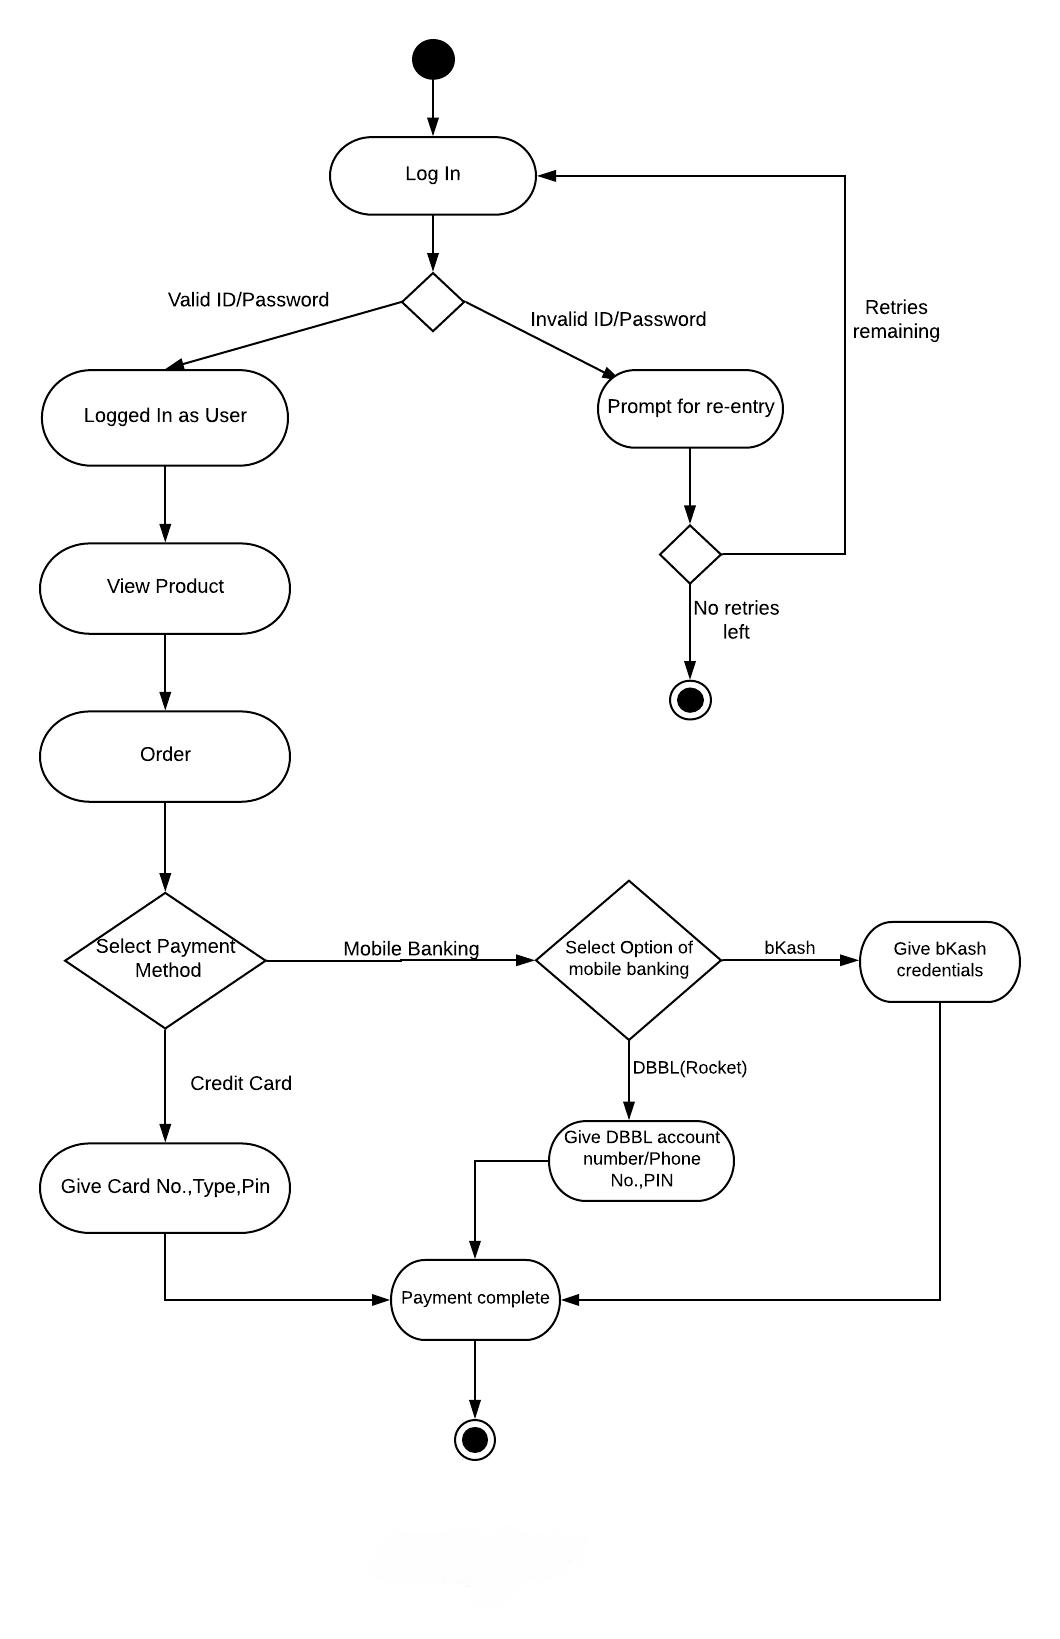 Log In
Valid ID/Password
Invalid ID/Password
Retries
remaining
Logged In as User
Prompt for re-entry
View Product
No retries
left
Order
Select Payment
Method
Mobile Banking
Select Option of
mobile banking
bKash
Give bKash
credentials
DBBL(Rocket)
Credit Card
Give DBBL account
number/Phone
No.,PIN
Give Card No.,Type,Pin
Payment complete